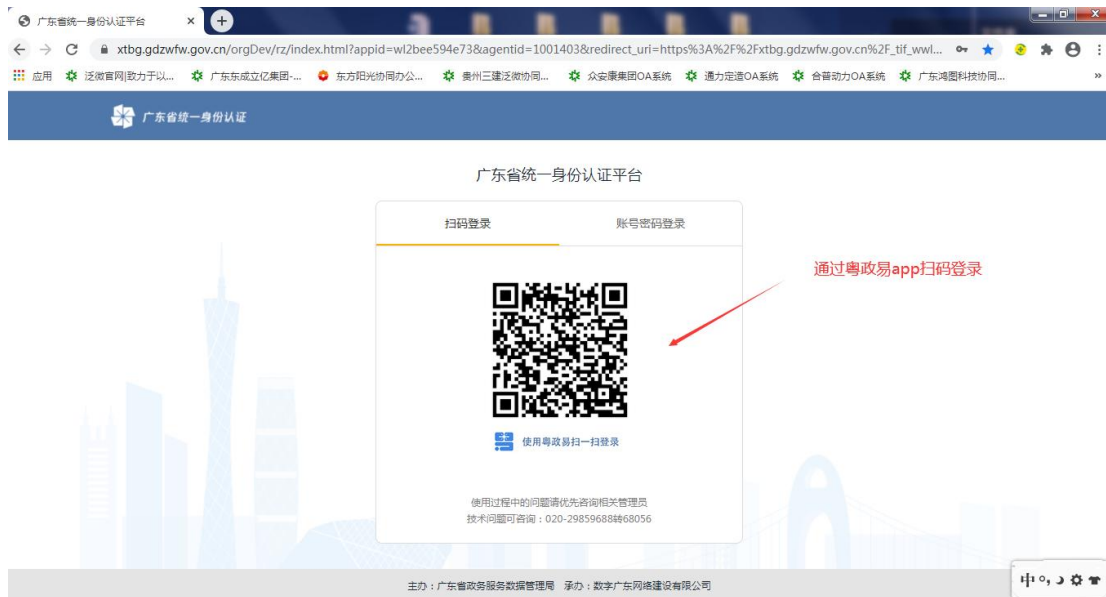 广东省统一身份认证平台
xtbg.gdzwfw.gov.cn/orgDev/rz/index.html?appid=wl2bee594e73&agentid=1001403&redirect_uri=https%3A%2F%2Fxtbg.gdzwfw.gov.cn%2F_tif_wwl...
应用 泛微官网|致力于以... 广东东成立亿集团-... 东方阳光协同办公... 贵州三建泛微协同... 众安康集团OA系统 通力定造OA系统 合普动力OA系统 广东鸿图科技协同... »
广东省统一身份认证
广东省统一身份认证平台
扫码登录 账号密码登录
通过粤政易app扫码登录
使用粤政易扫一扫登录
使用过程中的问题请优先咨询相关管理员
技术问题可咨询：020-29859688转68056
主办：广东省政务服务数据管理局 承办：数字广东网络建设有限公司
中